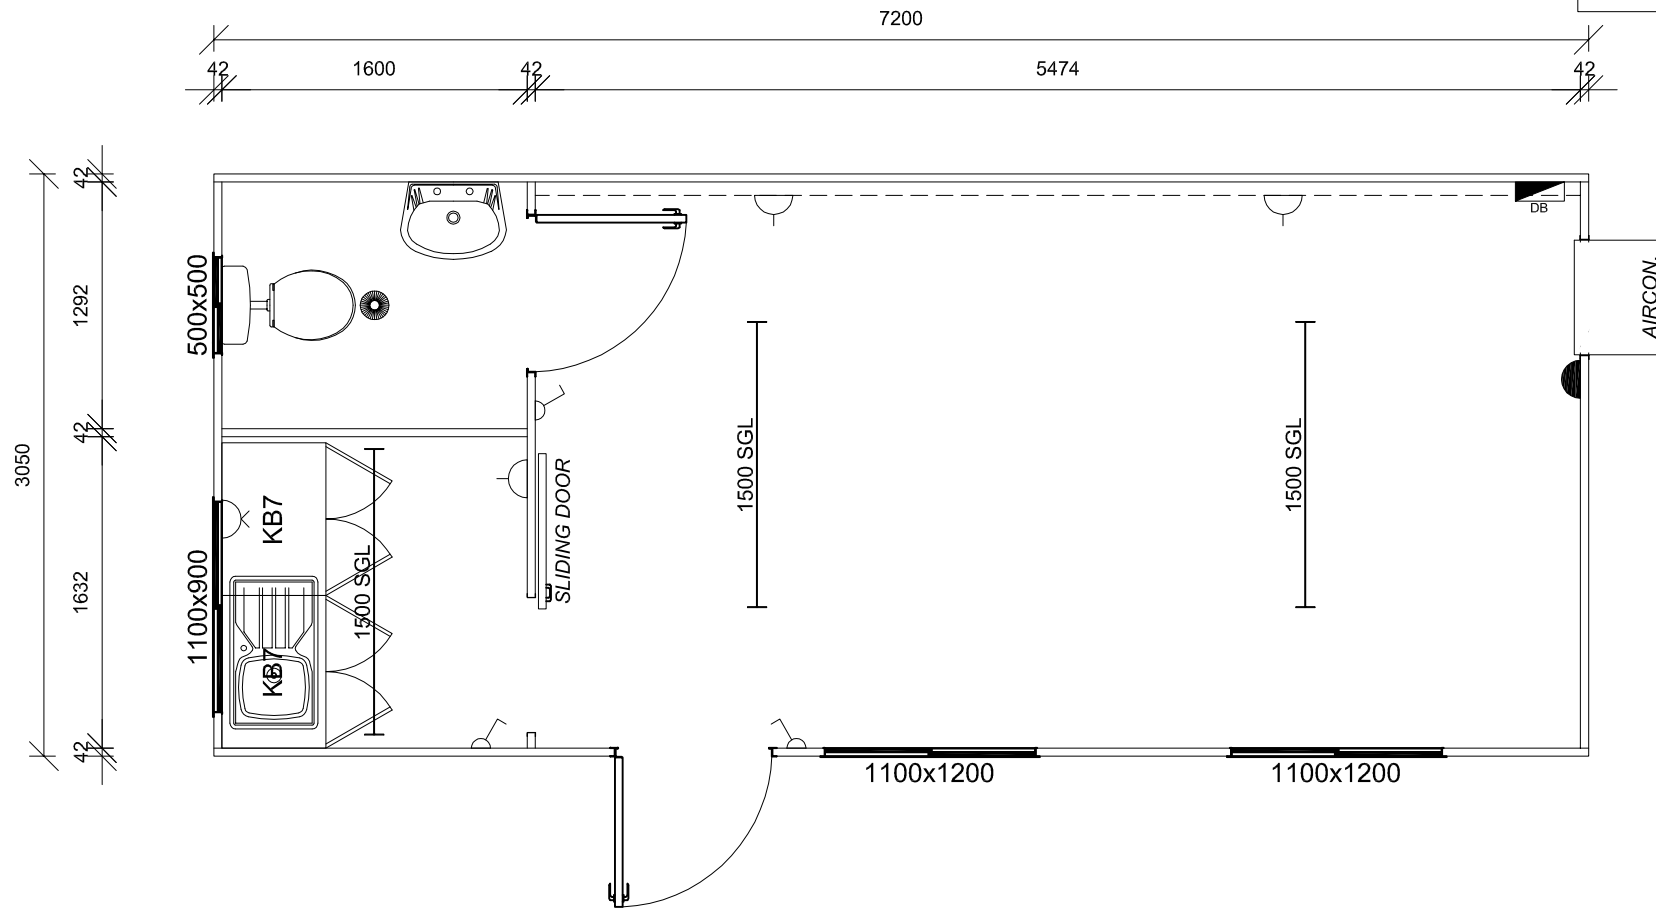 7200
42 1600 42 5474 42
42
1292
42
3050
1632
42
500x500
1100x900
KB7
KB7
1500 SGL
SLIDING DOOR
1500 SGL
1500 SGL
DB
AIRCON.
1100x1200
1100x1200